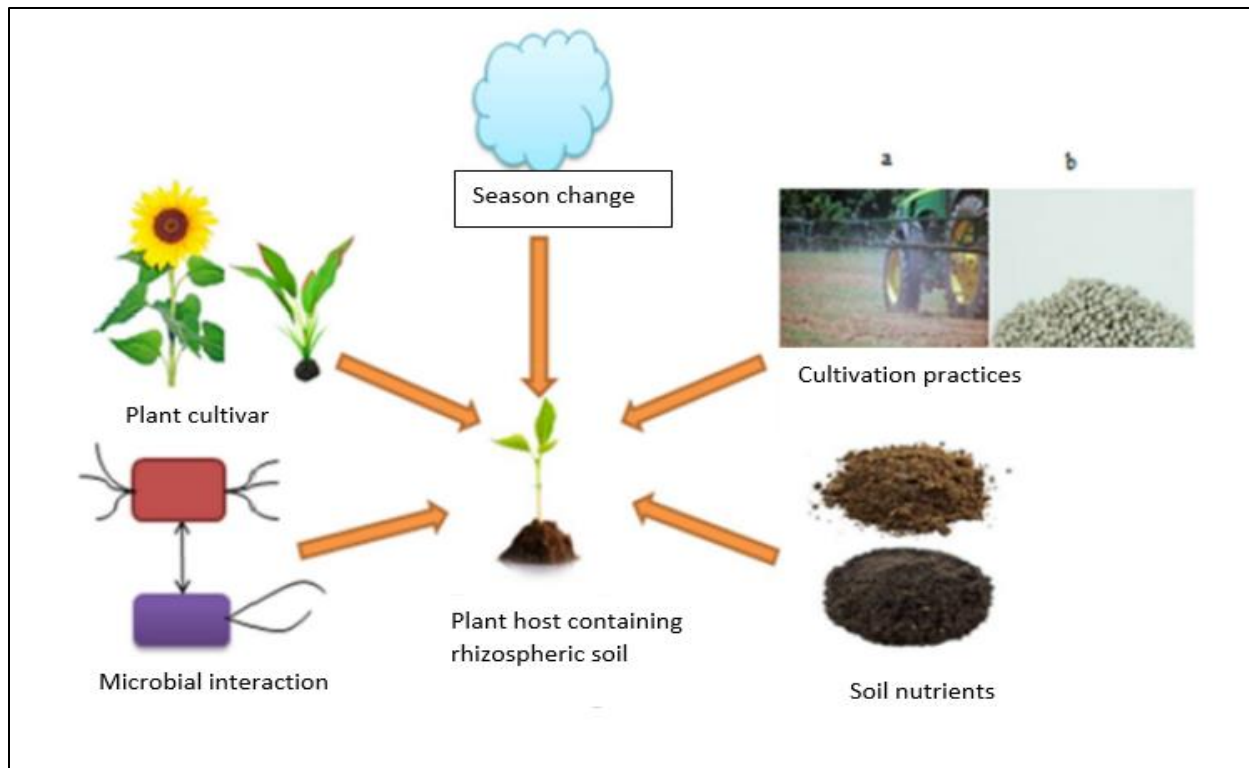 Season change
a
b
Cultivation practices
Plant cultivar
Microbial interaction
Plant host containing
rhizospheric soil
Soil nutrients